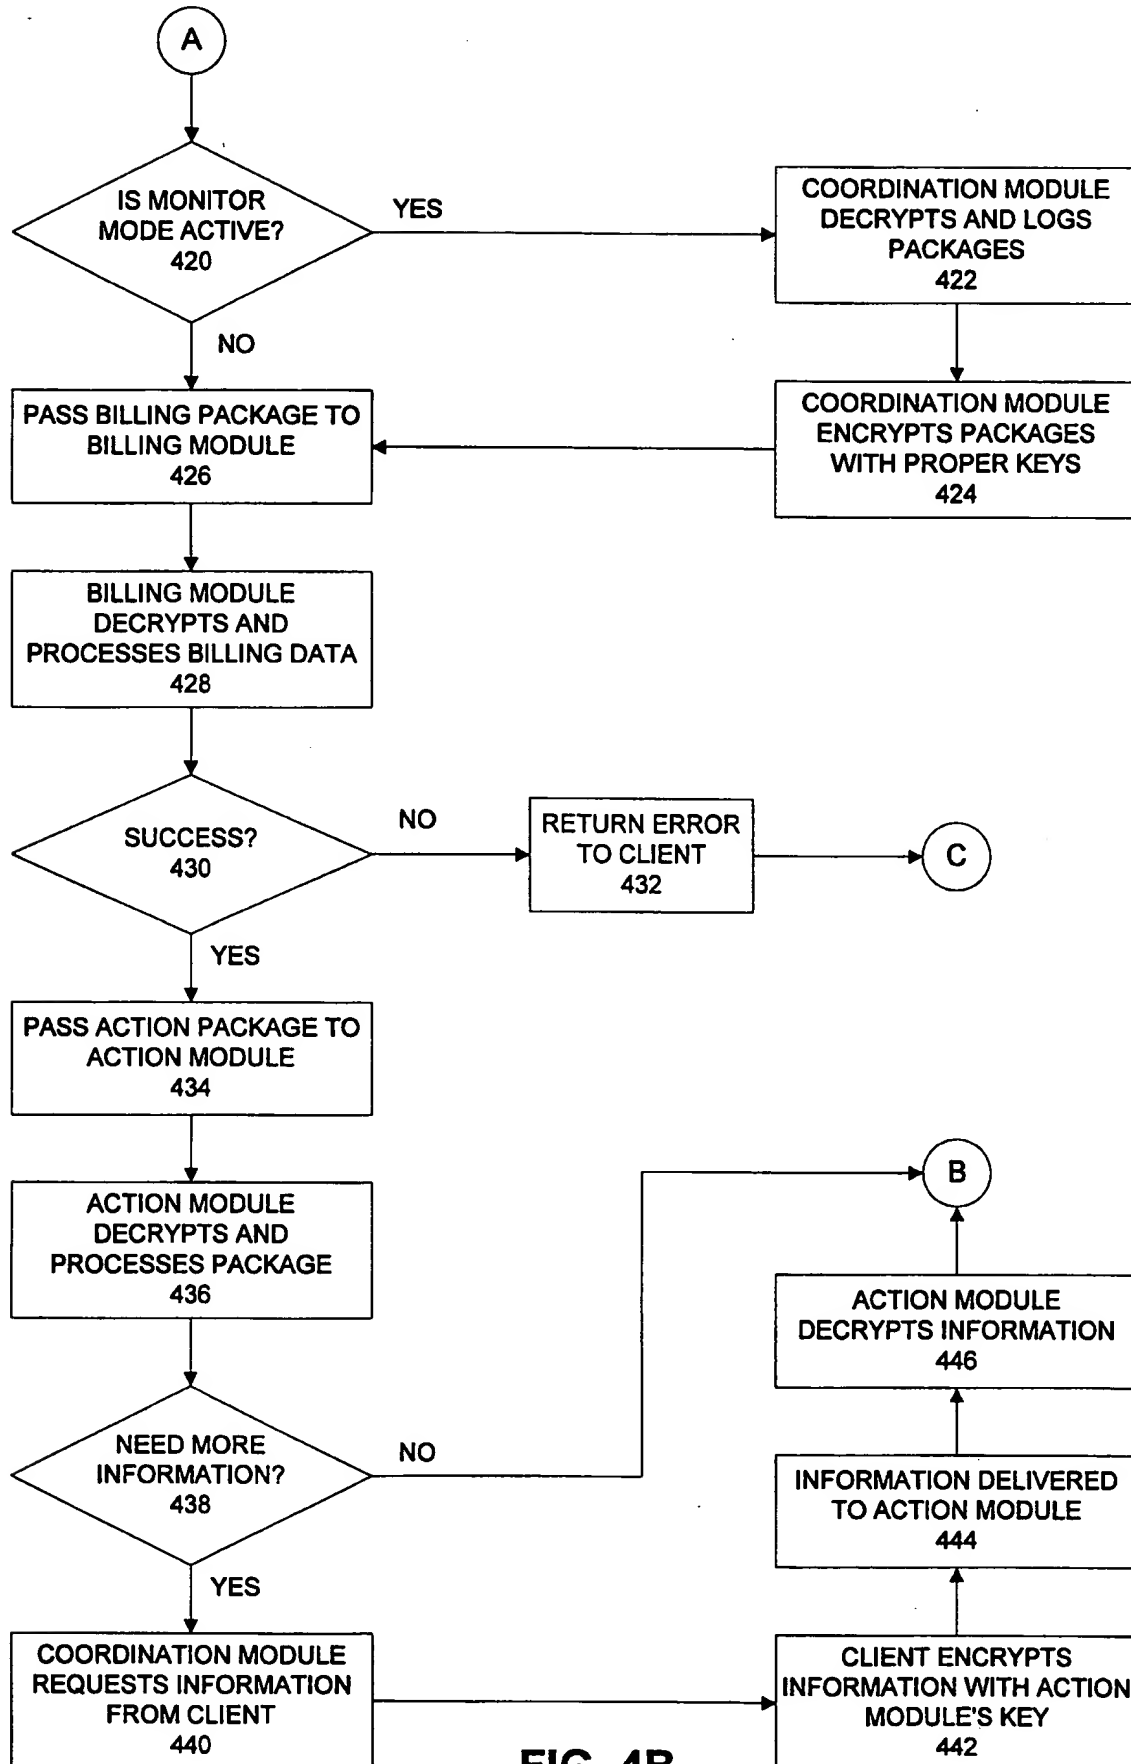 A
IS MONITOR
MODE ACTIVE?
420
YES
NO
COORDINATION MODULE
DECRYPTS AND LOGS
PACKAGES
422
COORDINATION MODULE
ENCRYPTS PACKAGES
WITH PROPER KEYS
424
PASS BILLING PACKAGE TO
BILLING MODULE
426
BILLING MODULE
DECRYPTS AND
PROCESSES BILLING DATA
428
SUCCESS?
430
NO
RETURN ERROR
TO CLIENT
432
C
YES
PASS ACTION PACKAGE TO
ACTION MODULE
434
ACTION MODULE
DECRYPTS AND
PROCESSES PACKAGE
436
NEED MORE
INFORMATION?
438
NO
B
YES
COORDINATION MODULE
REQUESTS INFORMATION
FROM CLIENT
440
CLIENT ENCRYPTS
INFORMATION WITH ACTION
MODULE'S KEY
442
INFORMATION DELIVERED
TO ACTION MODULE
444
ACTION MODULE
DECRYPTS INFORMATION
446
FIG. 4B